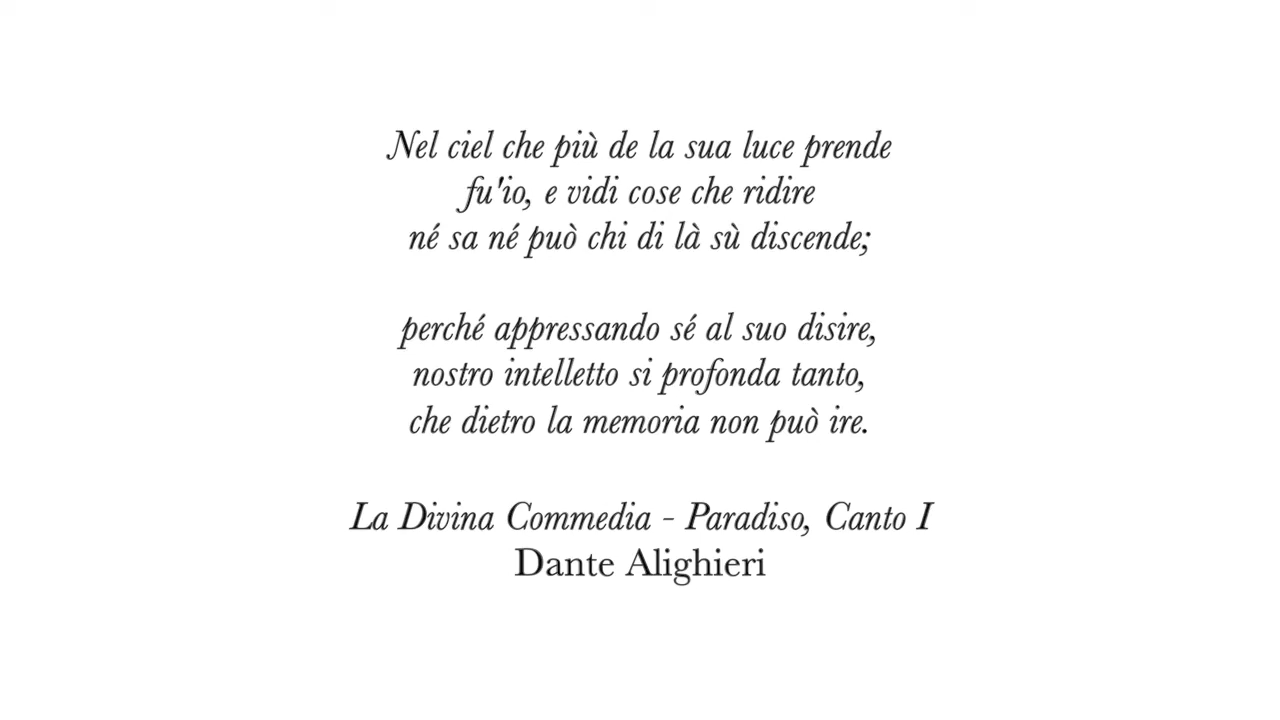 Nel ciel che più de la sua luce prende
fu'io, e vidi cose che ridire
né sa né può chi di là sù discende;
perché appressando sé al suo disire,
nostro intelletto si profonda tanto,
che dietro la memoria non può ire.
La Divina Commedia - Paradiso, Canto I
Dante Alighieri